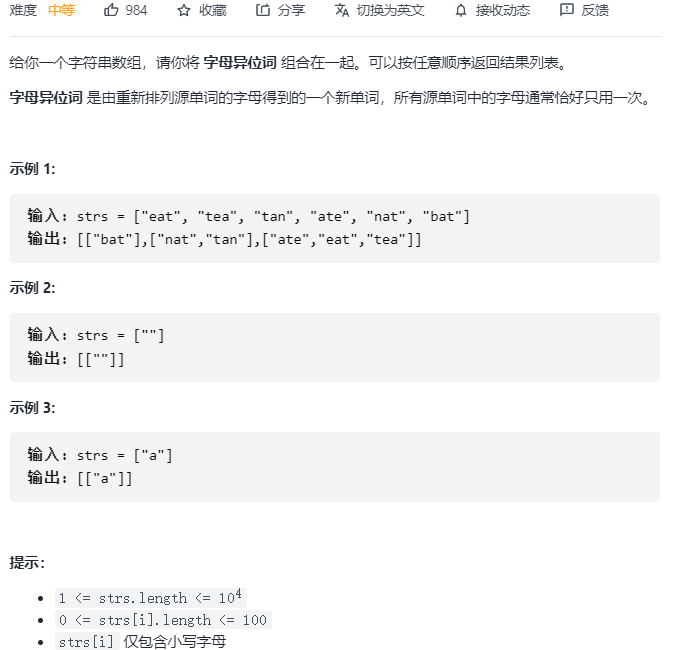 难度 中等 984 收藏 分享 切换为英文 接收动态 反馈
给你一个字符串数组，请你将 字母异位词 组合在一起。可以按任意顺序返回结果列表。
字母异位词 是由重新排列源单词的字母得到的一个新单词，所有源单词中的字母通常恰好只用一次。
示例 1:
输入: strs = ["eat", "tea", "tan", "ate", "nat", "bat"]
输出: [["bat"],["nat","tan"],["ate","eat","tea"]]
示例 2:
输入: strs = [""]
输出: [[""]]
示例 3:
输入: strs = ["a"]
输出: [["a"]]
提示：
1 <= strs.length <= 10⁴
0 <= strs[i].length <= 100
strs[i] 仅包含小写字母